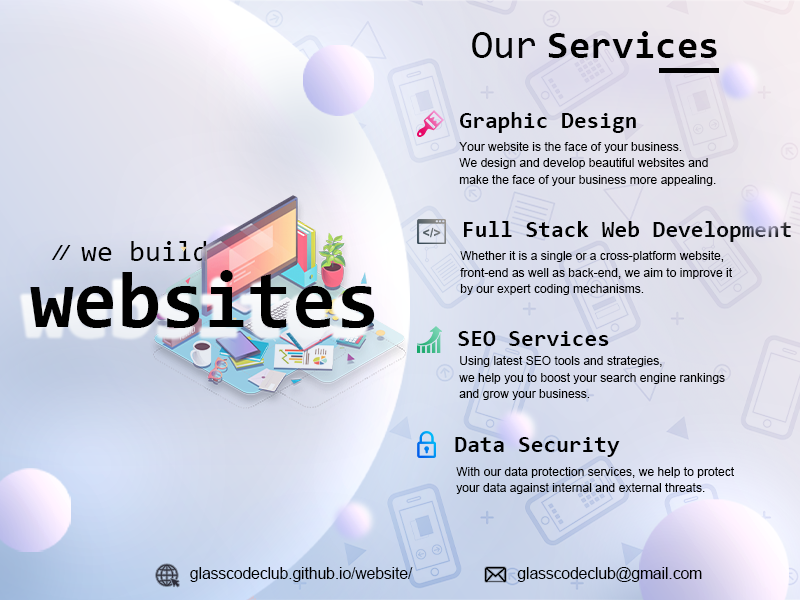 // we build
websites
Our Services
Graphic Design
Your website is the face of your business.
We design and develop beautiful websites and
make the face of your business more appealing.
</>
Full Stack Web Development
Whether it is a single or a cross-platform website,
front-end as well as back-end, we aim to improve it
by our expert coding mechanisms.
SEO Services
Using latest SEO tools and strategies,
we help you to boost your search engine rankings
and grow your business.
Data Security
With our data protection services, we help to protect
your data against internal and external threats.
glasscodeclub.github.io/website/
glasscodeclub@gmail.com